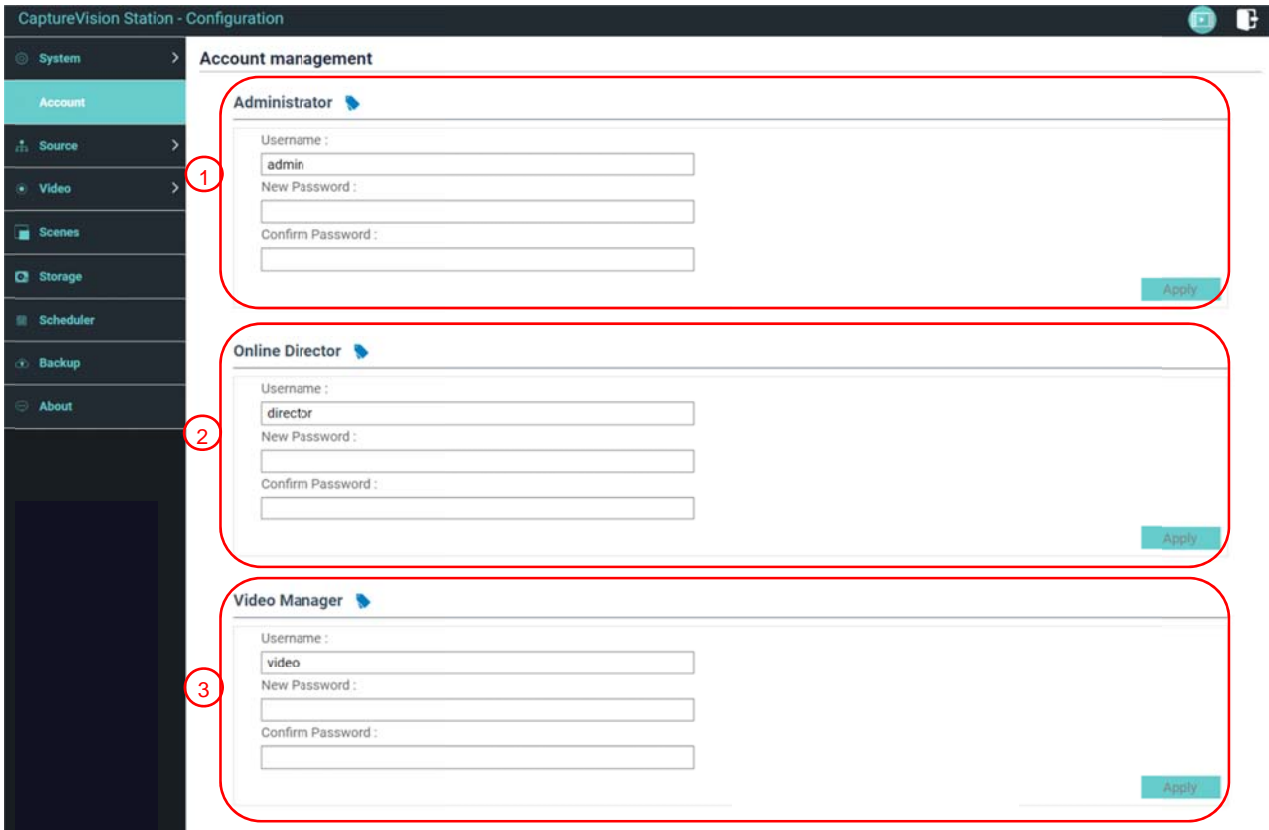 CaptureVision Station - Configuration
System
Account
Source
Video
Scenes
Storage
Scheduler
Backup
About
Account management
1
Administrator
Username :
admin
New Password :
Confirm Password :
Apply
2
Online Director
Username :
director
New Password :
Confirm Password :
Apply
3
Video Manager
Username :
video
New Password :
Confirm Password :
Apply